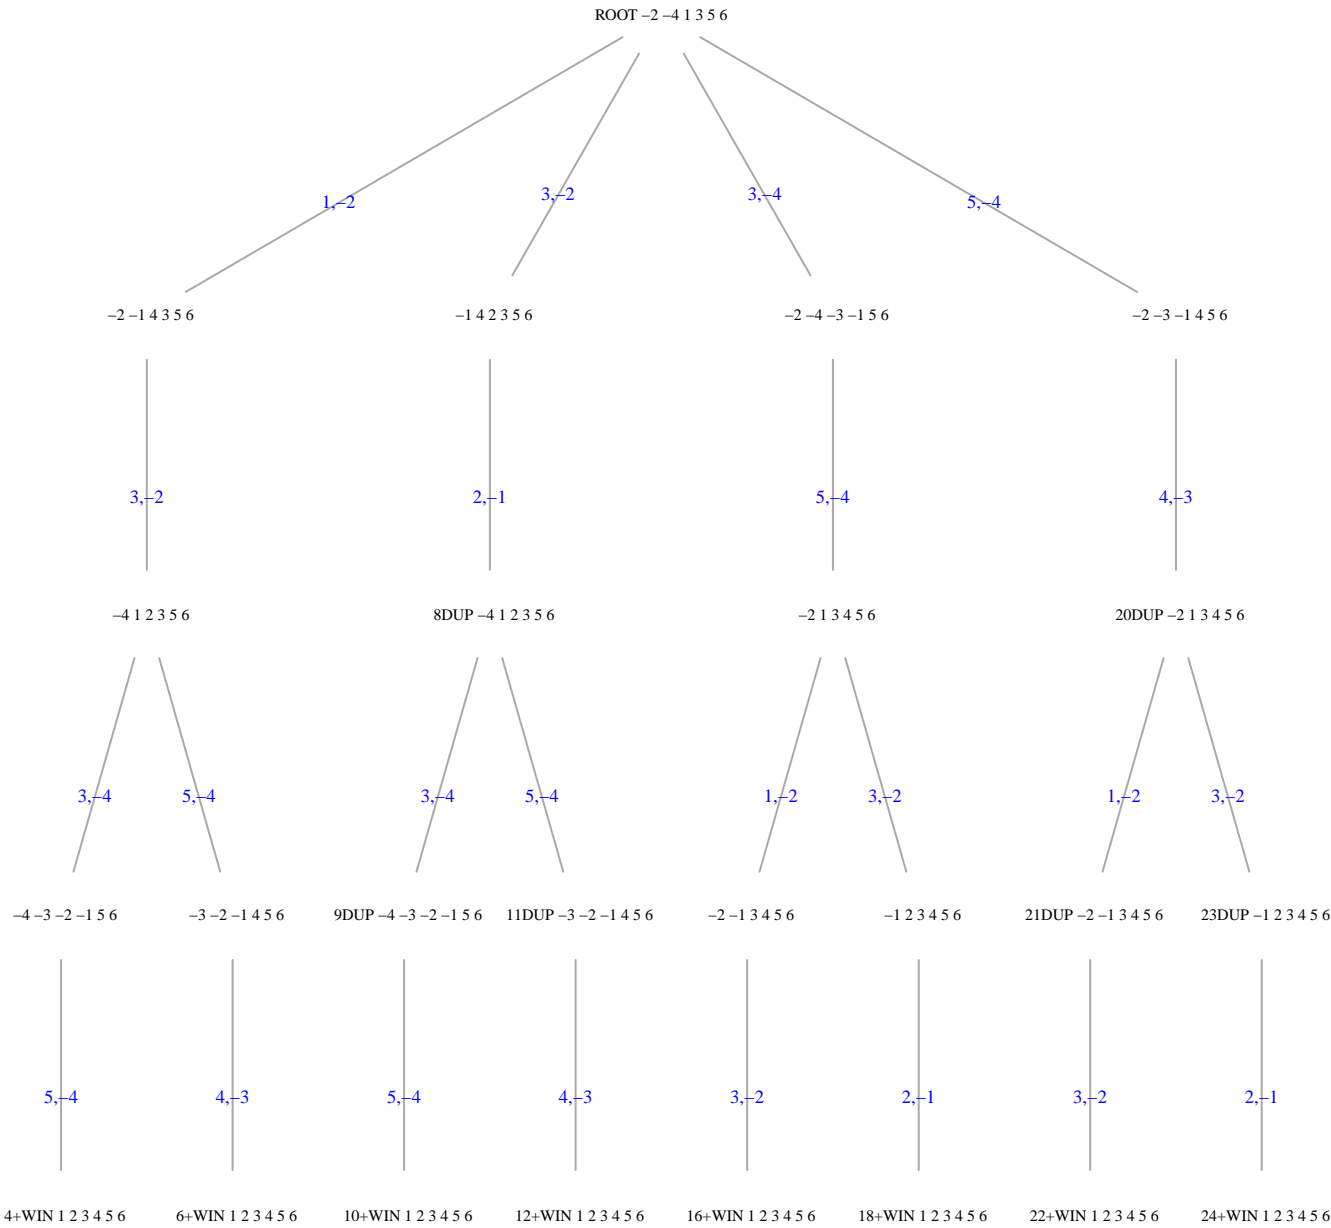 ROOT −2 −4 1 3 5 6
1,−2
3,−2
3,−4
5,−4
−2 −1 4 3 5 6
−1 4 2 3 5 6
−2 −4 −3 −1 5 6
−2 −3 −1 4 5 6
3,−2
2,−1
5,−4
4,−3
−4 1 2 3 5 6
8DUP −4 1 2 3 5 6
−2 1 3 4 5 6
20DUP −2 1 3 4 5 6
3,−4
5,−4
3,−4
5,−4
1,−2
3,−2
1,−2
3,−2
−4 −3 −2 −1 5 6
−3 −2 −1 4 5 6
9DUP −4 −3 −2 −1 5 6
11DUP −3 −2 −1 4 5 6
−2 −1 3 4 5 6
−1 2 3 4 5 6
21DUP −2 −1 3 4 5 6
23DUP −1 2 3 4 5 6
5,−4
4,−3
5,−4
4,−3
3,−2
2,−1
3,−2
2,−1
4+WIN 1 2 3 4 5 6
6+WIN 1 2 3 4 5 6
10+WIN 1 2 3 4 5 6
12+WIN 1 2 3 4 5 6
16+WIN 1 2 3 4 5 6
18+WIN 1 2 3 4 5 6
22+WIN 1 2 3 4 5 6
24+WIN 1 2 3 4 5 6